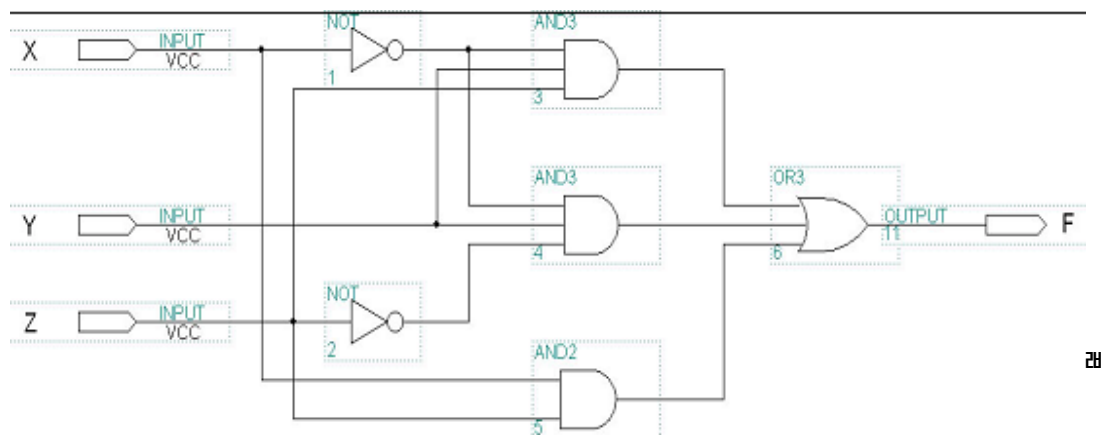 NOT
AND3
X
INPUT
VCC
1
3
AND3
OR3
Y
INPUT
VCC
OUTPUT
11
F
4
6
NOT
Z
INPUT
VCC
2
AND2
5